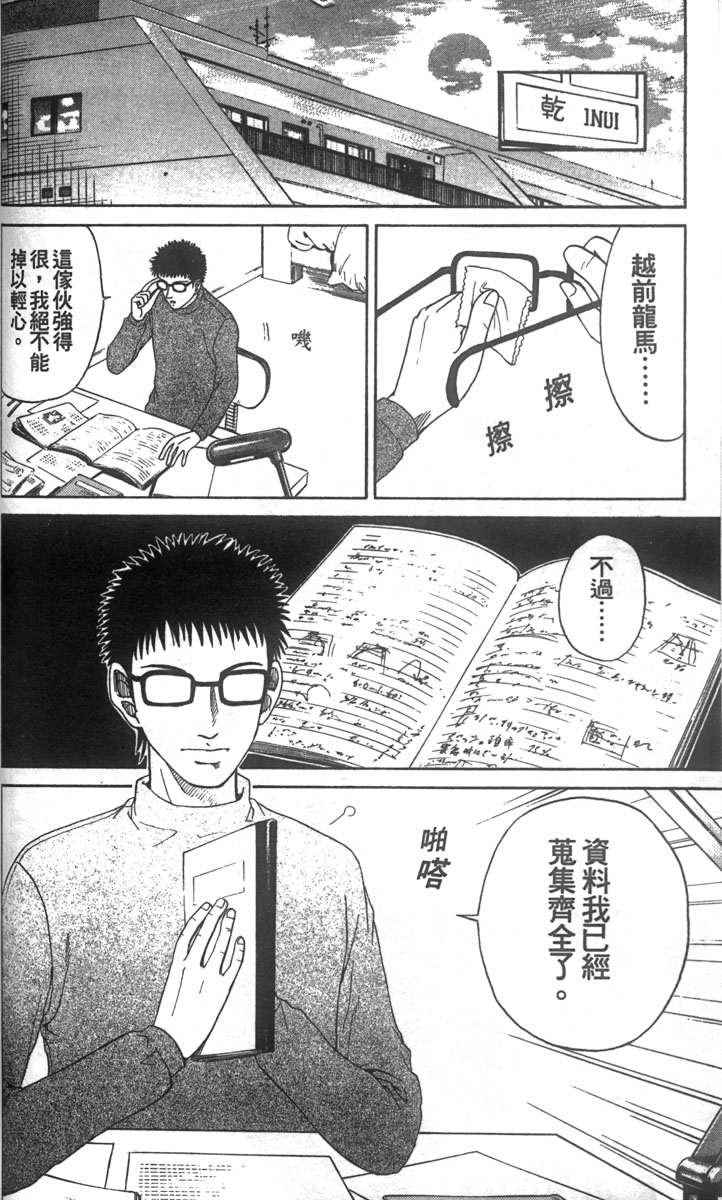 乾 INUI
越前龍馬……
擦
擦
這傢伙強得
很，我絕不能
掉以輕心。
嘰
不過……
資料我已經
蒐集齊全了。
啪
嗒